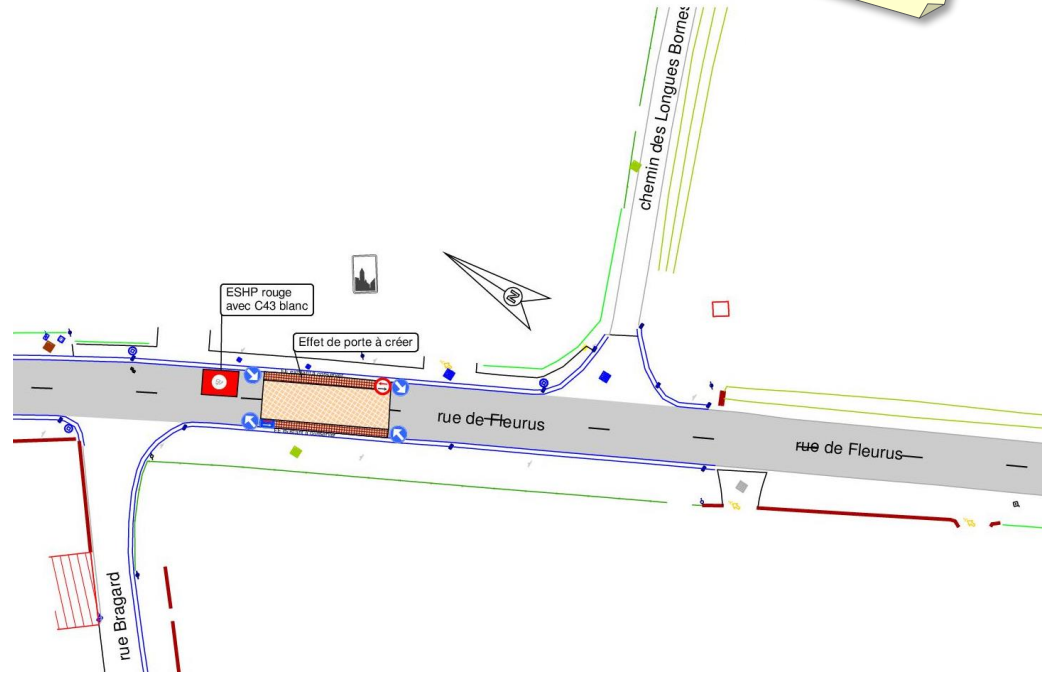 chemin des Longues Bornes
ESHP rouge
avec C43 blanc
Effet de porte à créer
rue de Fleurus
rue de Fleurus
rue Bragard
N